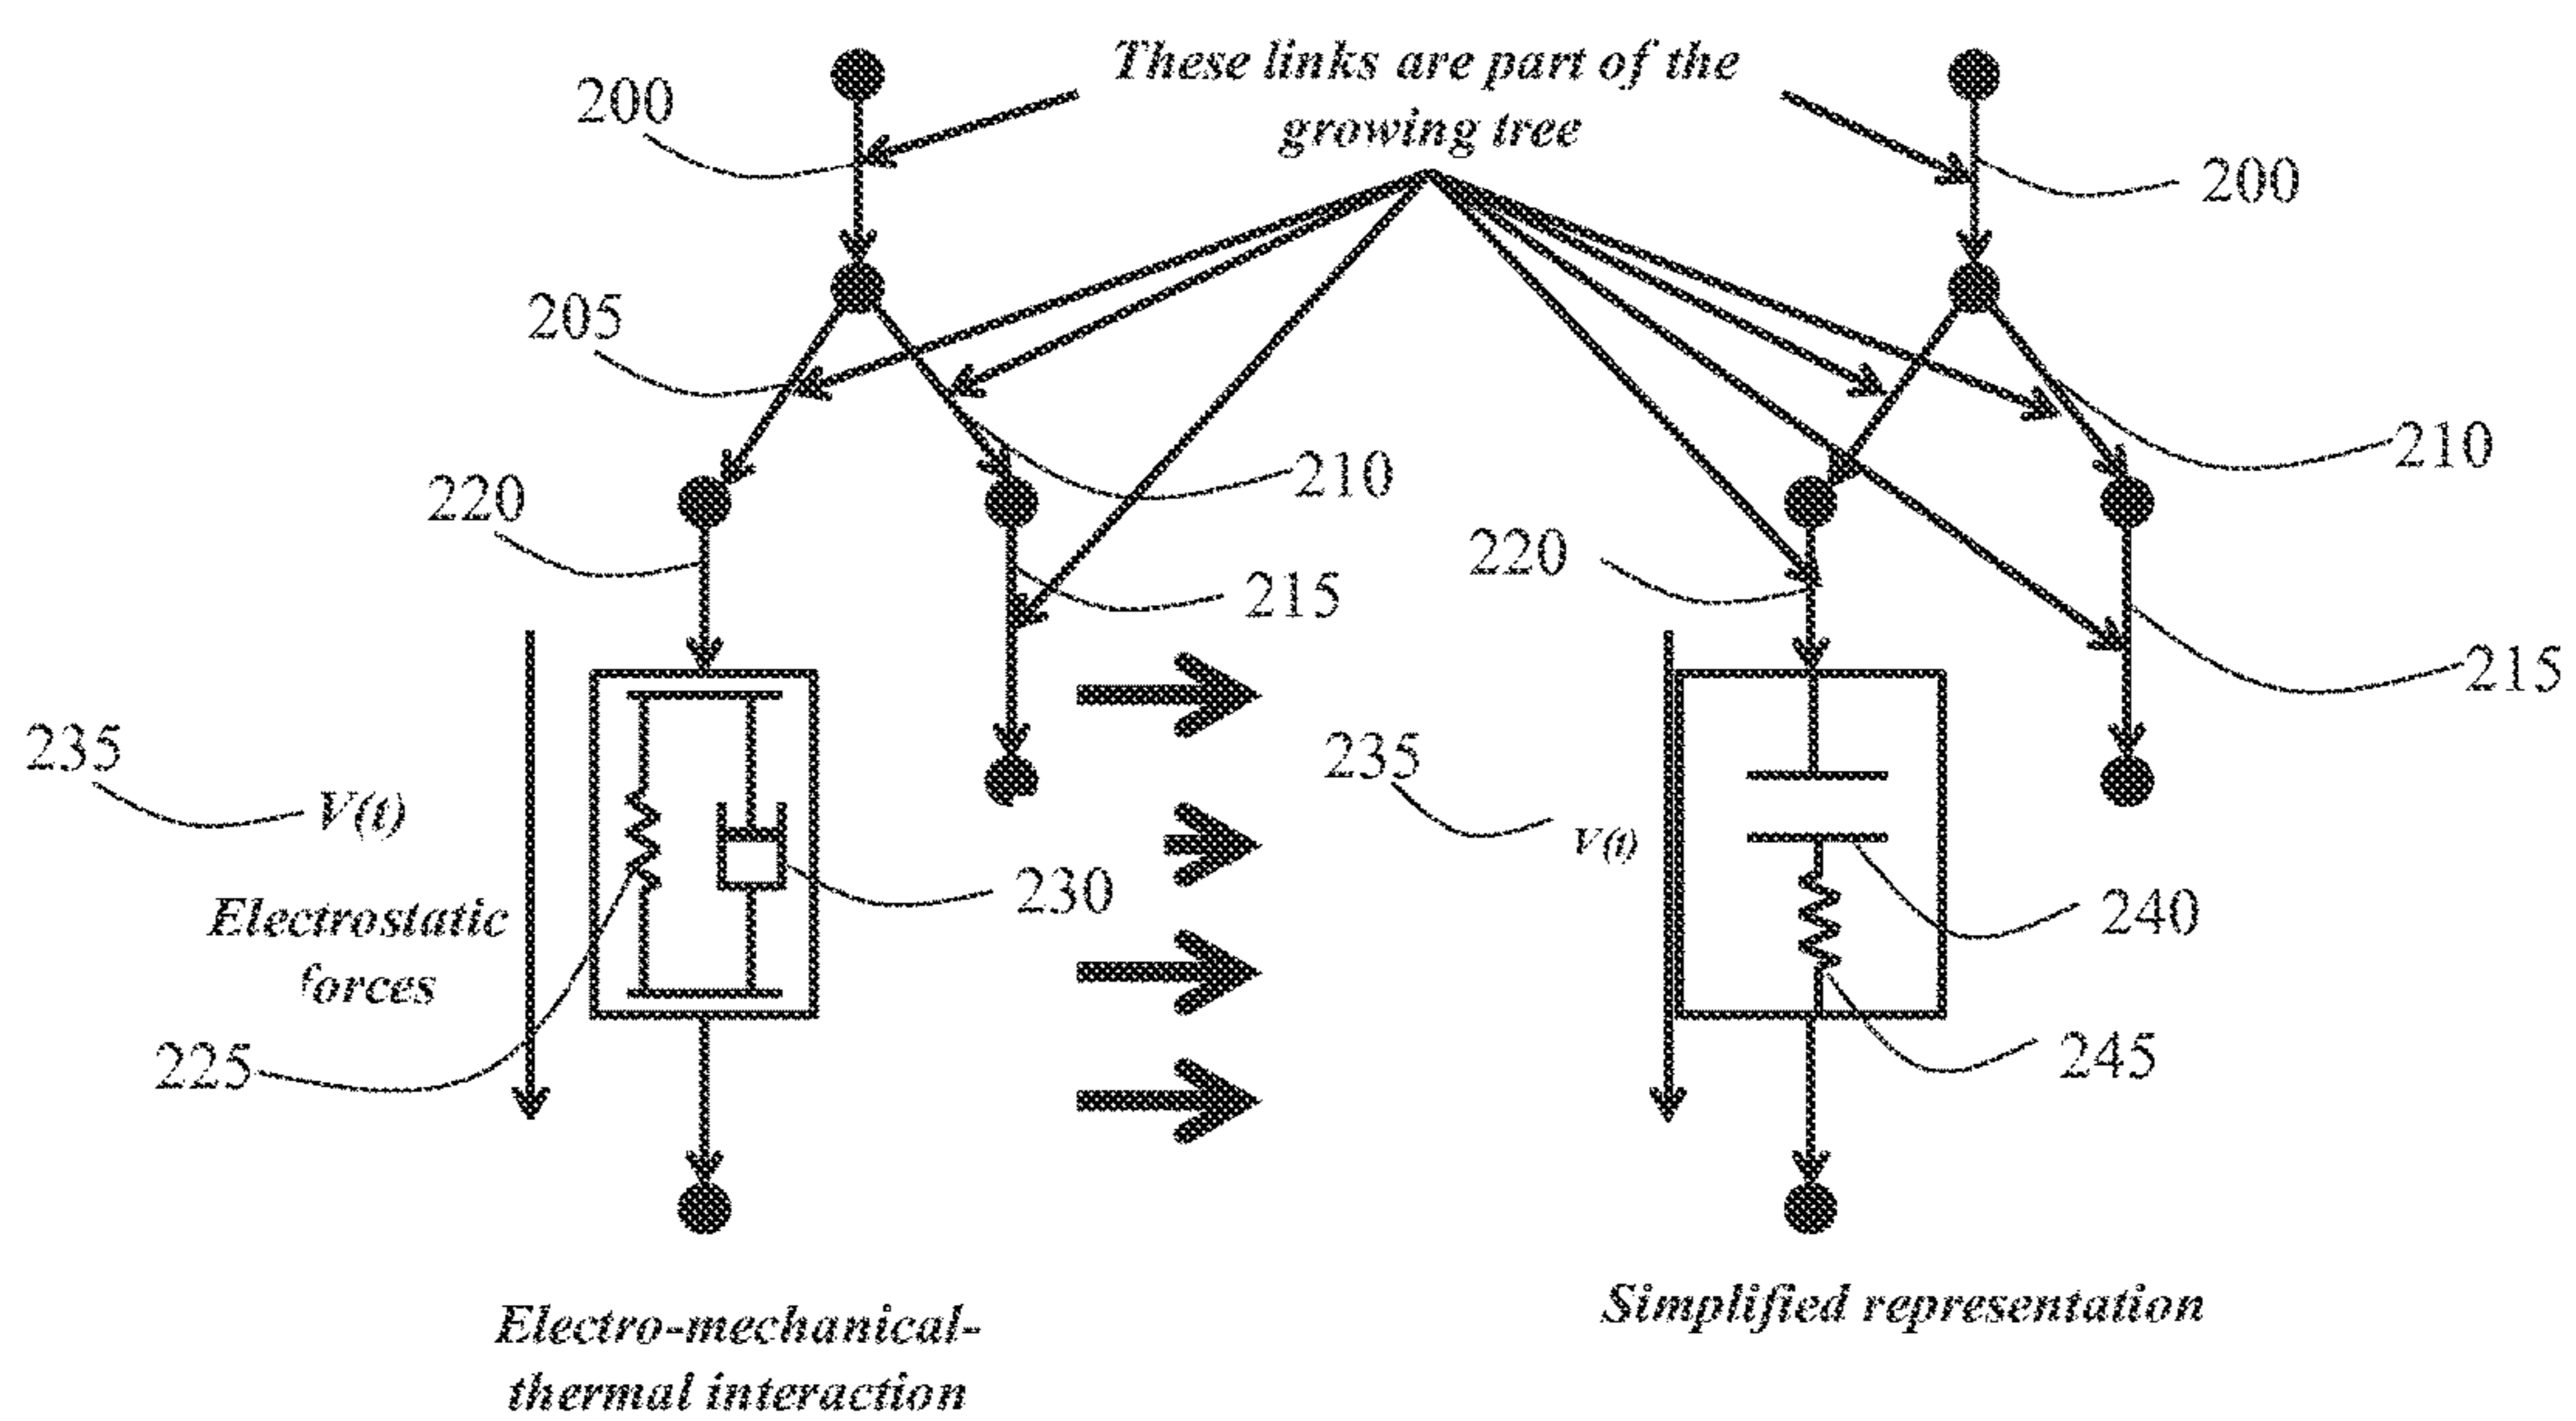 These links are part of the
growing tree
200
200
205
210
210
220
220
215
215
235
V(t)
235
V(t)
230
240
Electrostatic
forces
225
245
Simplified representation
Electro-mechanical-
thermal interaction